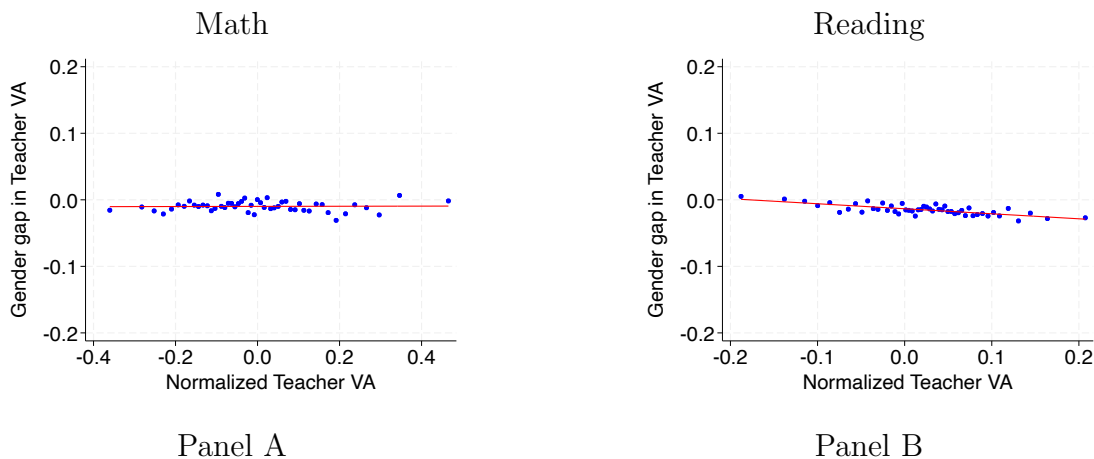 Math
Gender gap in Teacher VA
0.2
0.1
0.0
-0.1
-0.2
-0.4 -0.2 0.0 0.2 0.4
Normalized Teacher VA
Panel A
Reading
Gender gap in Teacher VA
0.2
0.1
0.0
-0.1
-0.2
-0.2 -0.1 0.0 0.1 0.2
Normalized Teacher VA
Panel B